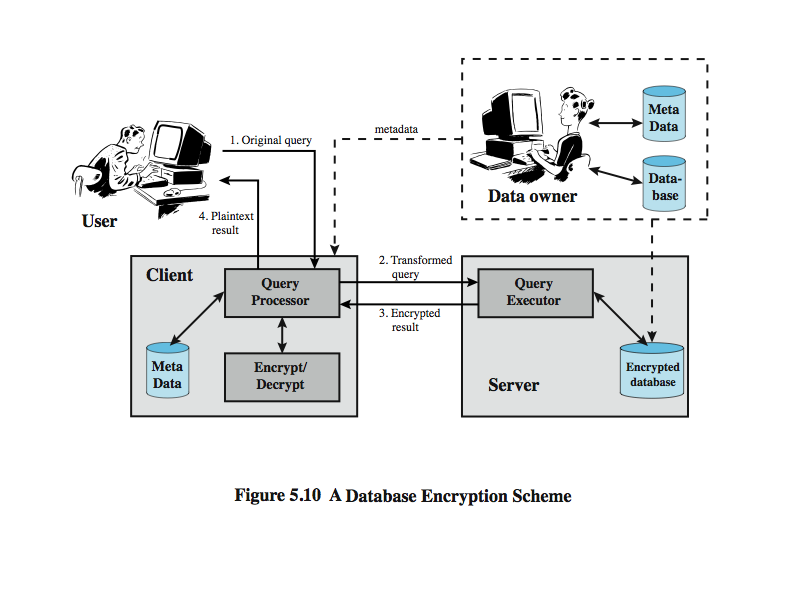 metadata
Meta
Data
Data-
base
Data owner
1. Original query
User
4. Plaintext
result
Client
Query
Processor
2. Transformed
query
3. Encrypted
result
Query
Executor
Meta
Data
Encrypt/
Decrypt
Server
Encrypted
database
Figure 5.10 A Database Encryption Scheme